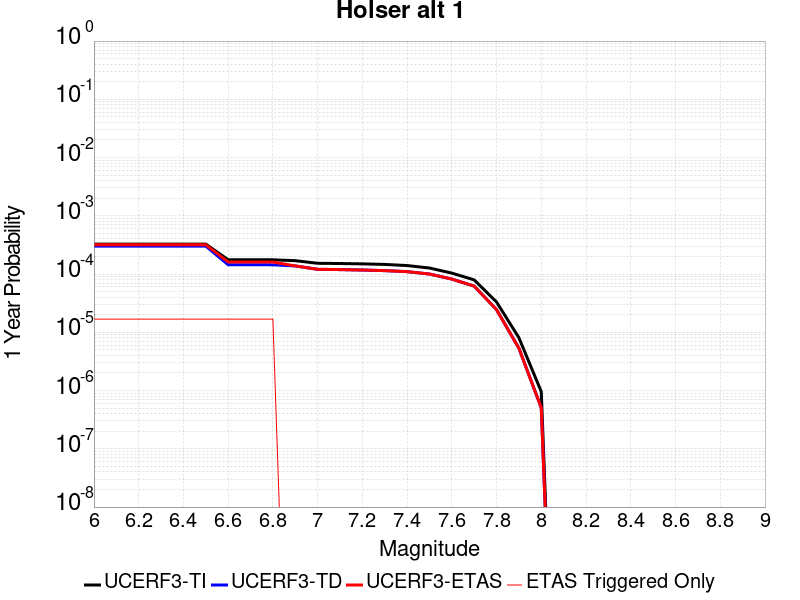 Holser alt 1
10^0
10^-1
10^-2
10^-3
10^-4
10^-5
10^-6
10^-7
10^-8
1 Year Probability
6 6.2 6.4 6.6 6.8 7 7.2 7.4 7.6 7.8 8 8.2 8.4 8.6 8.8 9
Magnitude
UCERF3-TI UCERF3-TD UCERF3-ETAS ETAS Triggered Only